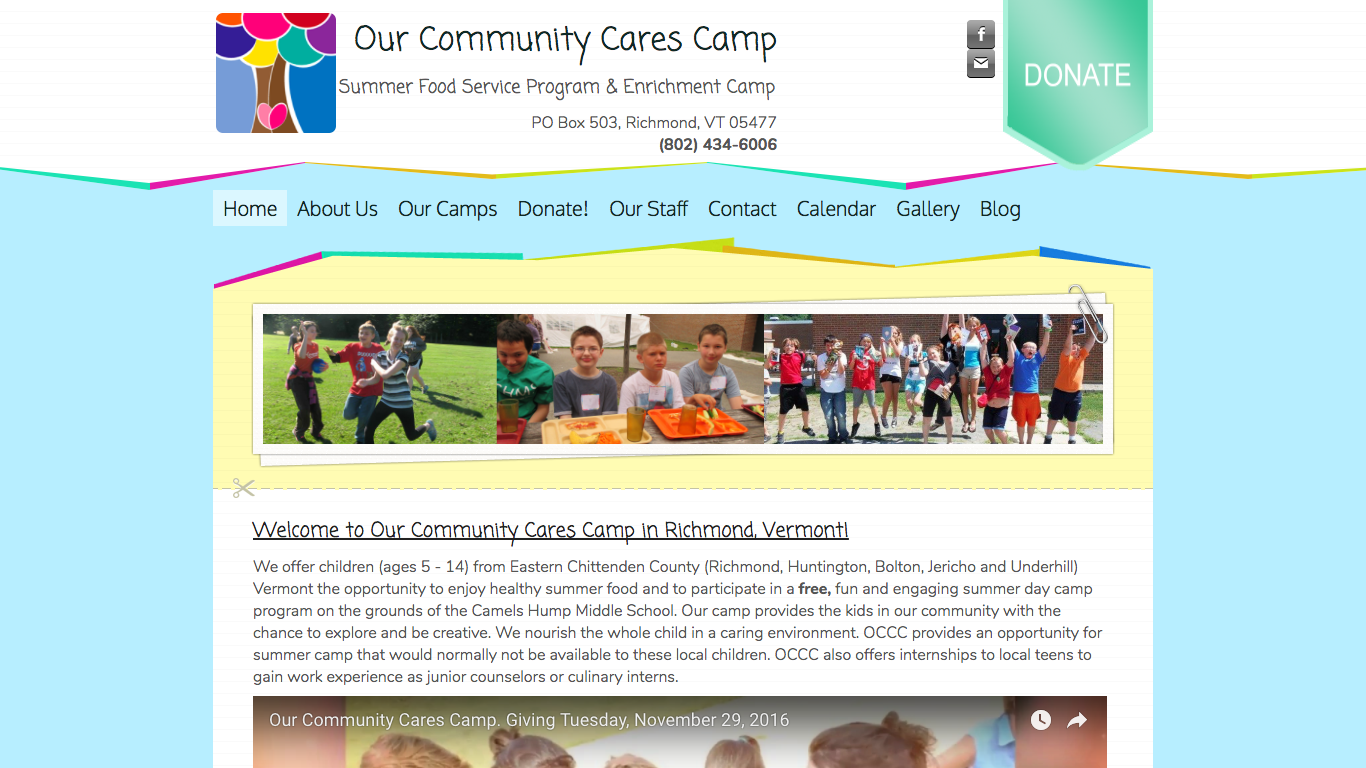 Our Community Cares Camp
Summer Food Service Program & Enrichment Camp
PO Box 503, Richmond, VT 05477
(802) 434-6006
f
DONATE
Home About Us Our Camps Donate! Our Staff Contact Calendar Gallery Blog
Welcome to Our Community Cares Camp in Richmond, Vermont!
We offer children (ages 5 - 14) from Eastern Chittenden County (Richmond, Huntington, Bolton, Jericho and Underhill)
Vermont the opportunity to enjoy healthy summer food and to participate in a free, fun and engaging summer day camp
program on the grounds of the Camels Hump Middle School. Our camp provides the kids in our community with the
chance to explore and be creative. We nourish the whole child in a caring environment. OCCC provides an opportunity for
summer camp that would normally not be available to these local children. OCCC also offers internships to local teens to
gain work experience as junior counselors or culinary interns.
Our Community Cares Camp. Giving Tuesday, November 29, 2016